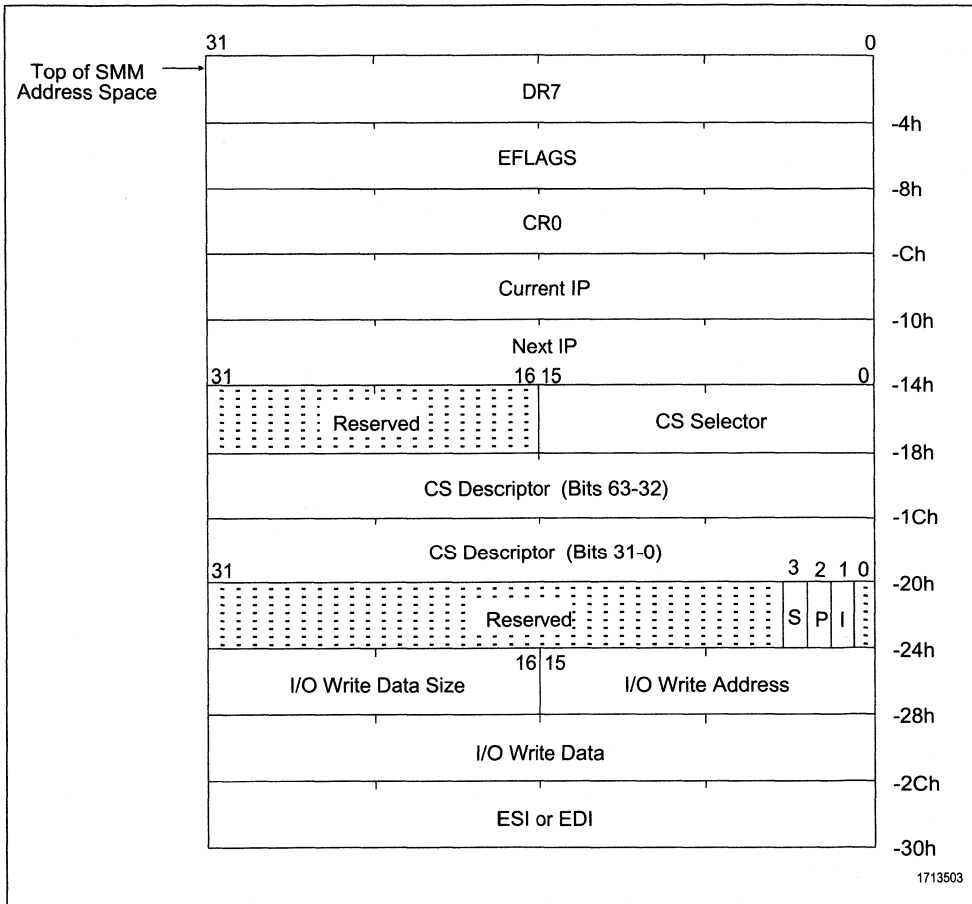 31 0
Top of SMM
Address Space
DR7
-4h
EFLAGS
-8h
CR0
-Ch
Current IP
-10h
Next IP
31 16 15 0
-14h
Reserved CS Selector
-18h
CS Descriptor (Bits 63-32)
-1Ch
CS Descriptor (Bits 31-0)
31 3 2 1 0
-20h
Reserved S P I
-24h
16 15
I/O Write Data Size I/O Write Address
-28h
I/O Write Data
-2Ch
ESI or EDI
-30h
1713503